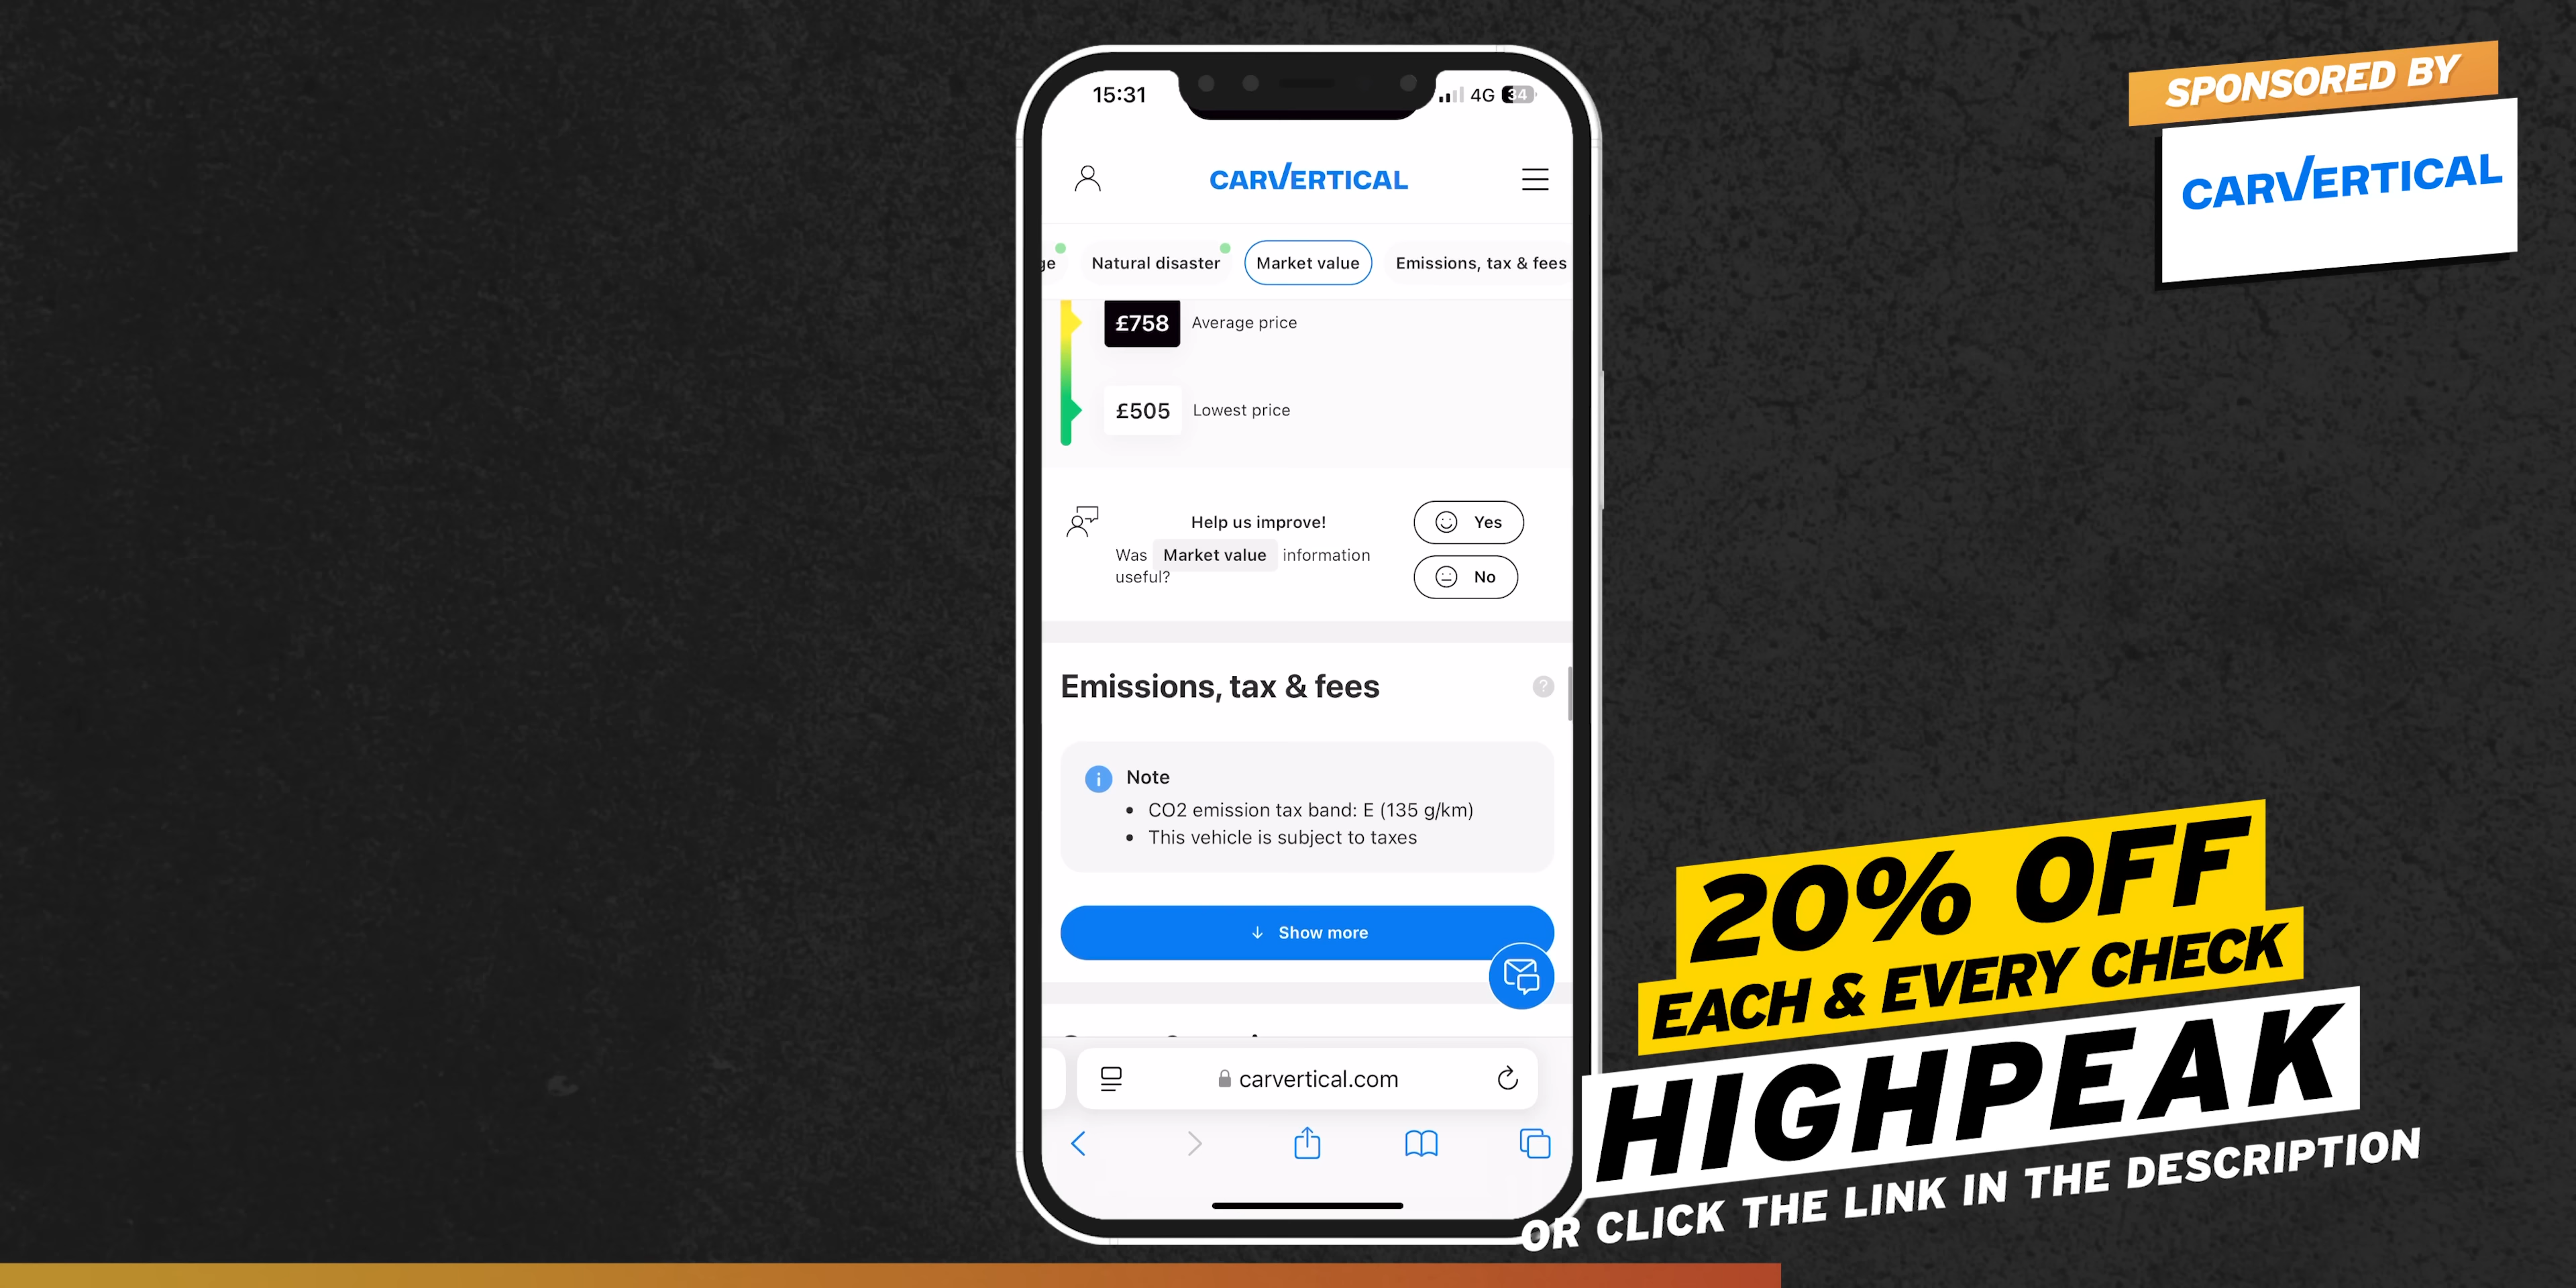 SPONSORED BY
CARVERTICAL
15:31
4G 34
CARVERTICAL
ge
Natural disaster
Market value
Emissions, tax & fees
£758 Average price
£505 Lowest price
Help us improve!
Was Market value information
useful?
Yes
No
Emissions, tax & fees
?
i Note
• CO2 emission tax band: E (135 g/km)
• This vehicle is subject to taxes
↓ Show more
carvertical.com
20% OFF
EACH & EVERY CHECK
HIGHPEAK
OR CLICK THE LINK IN THE DESCRIPTION